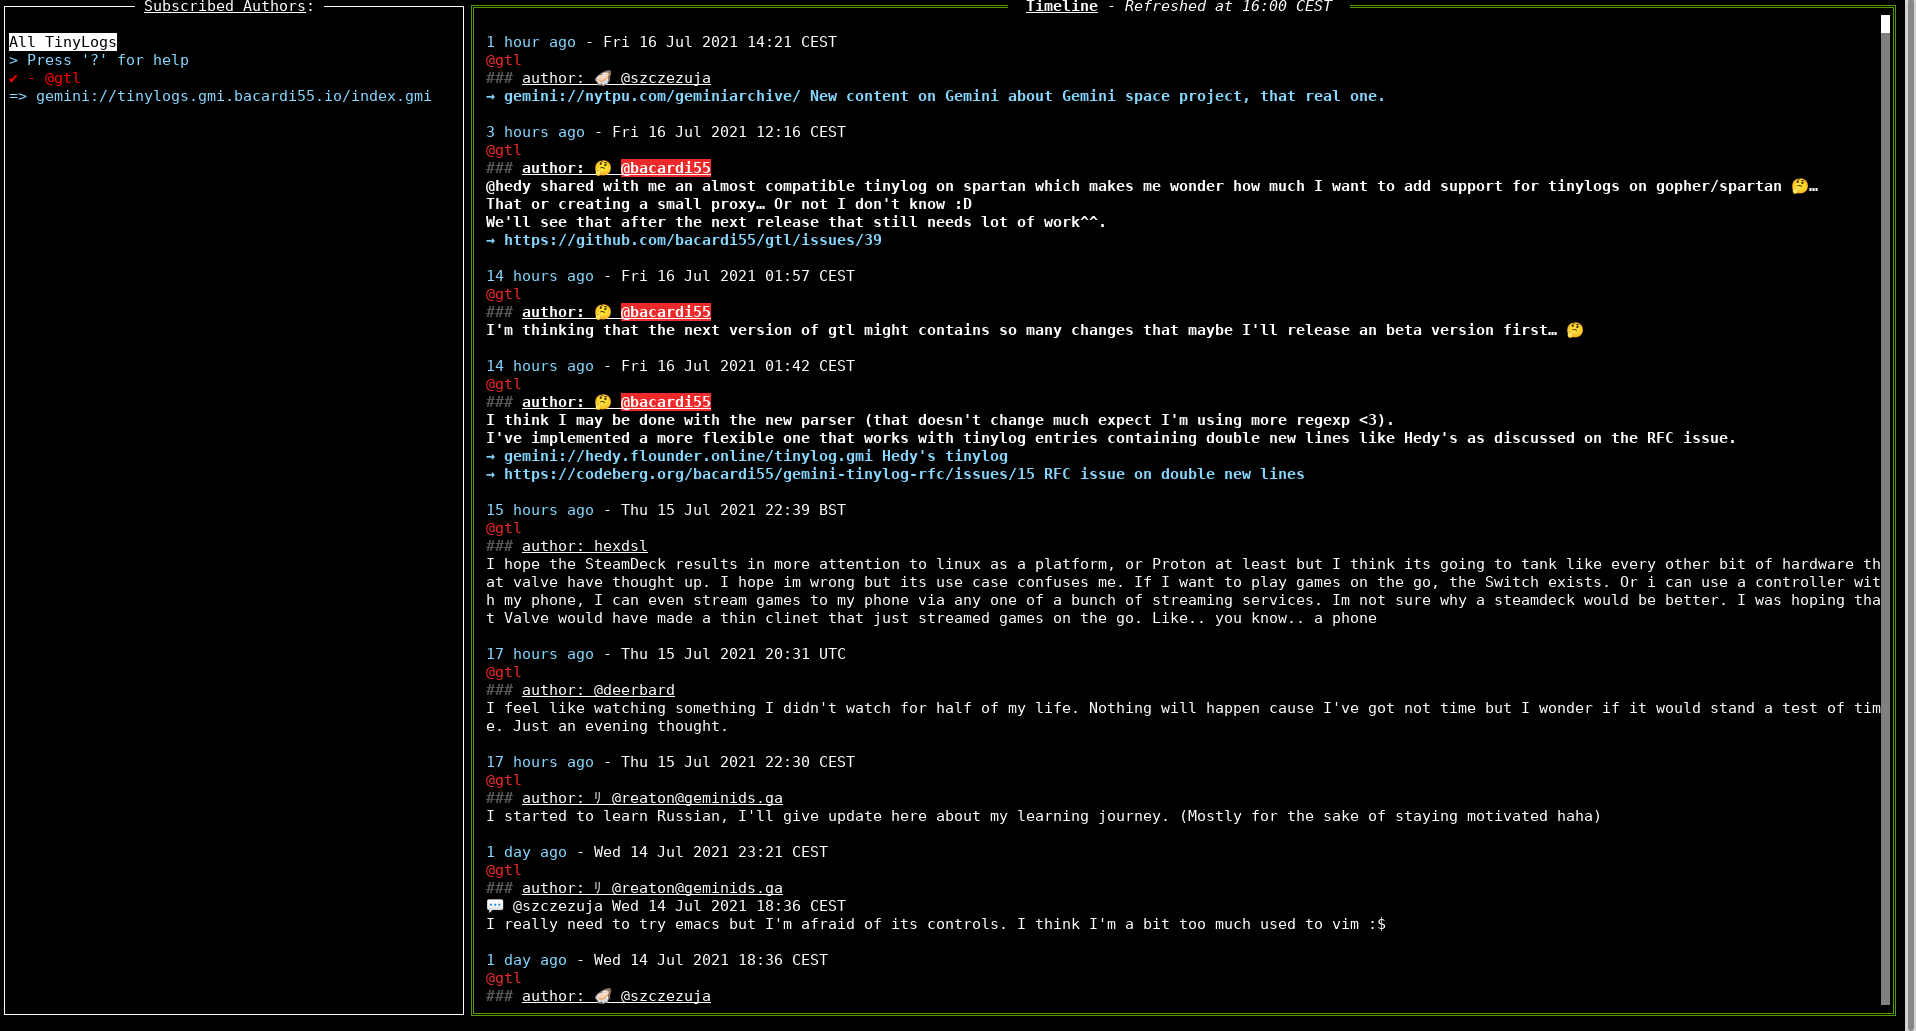 Subscribed Authors:
All TinyLogs
> Press '?' for help
✔ - @gtl
=> gemini://tinylogs.gmi.bacardi55.io/index.gmi
Timeline - Refreshed at 16:00 CEST
1 hour ago - Fri 16 Jul 2021 14:21 CEST
@gtl
### author: 🦪 @szczezuja
→ gemini://nytpu.com/geminiarchive/ New content on Gemini about Gemini space project, that real one.
3 hours ago - Fri 16 Jul 2021 12:16 CEST
@gtl
### author: 🤔 @bacardi55
@hedy shared with me an almost compatible tinylog on spartan which makes me wonder how much I want to add support for tinylogs on gopher/spartan 🤔…
That or creating a small proxy… Or not I don't know :D
We'll see that after the next release that still needs lot of work^^.
→ https://github.com/bacardi55/gtl/issues/39
14 hours ago - Fri 16 Jul 2021 01:57 CEST
@gtl
### author: 🤔 @bacardi55
I'm thinking that the next version of gtl might contains so many changes that maybe I'll release an beta version first… 🤔
14 hours ago - Fri 16 Jul 2021 01:42 CEST
@gtl
### author: 🤔 @bacardi55
I think I may be done with the new parser (that doesn't change much expect I'm using more regexp <3).
I've implemented a more flexible one that works with tinylog entries containing double new lines like Hedy's as discussed on the RFC issue.
→ gemini://hedy.flounder.online/tinylog.gmi Hedy's tinylog
→ https://codeberg.org/bacardi55/gemini-tinylog-rfc/issues/15 RFC issue on double new lines
15 hours ago - Thu 15 Jul 2021 22:39 BST
@gtl
### author: hexdsl
I hope the SteamDeck results in more attention to linux as a platform, or Proton at least but I think its going to tank like every other bit of hardware th
at valve have thought up. I hope im wrong but its use case confuses me. If I want to play games on the go, the Switch exists. Or i can use a controller wit
h my phone, I can even stream games to my phone via any one of a bunch of streaming services. Im not sure why a steamdeck would be better. I was hoping tha
t Valve would have made a thin clinet that just streamed games on the go. Like.. you know.. a phone
17 hours ago - Thu 15 Jul 2021 20:31 UTC
@gtl
### author: @deerbard
I feel like watching something I didn't watch for half of my life. Nothing will happen cause I've got not time but I wonder if it would stand a test of tim
e. Just an evening thought.
17 hours ago - Thu 15 Jul 2021 22:30 CEST
@gtl
### author: ﾘ @reaton@geminids.ga
I started to learn Russian, I'll give update here about my learning journey. (Mostly for the sake of staying motivated haha)
1 day ago - Wed 14 Jul 2021 23:21 CEST
@gtl
### author: ﾘ @reaton@geminids.ga
💬 @szczezuja Wed 14 Jul 2021 18:36 CEST
I really need to try emacs but I'm afraid of its controls. I think I'm a bit too much used to vim :$
1 day ago - Wed 14 Jul 2021 18:36 CEST
@gtl
### author: 🦪 @szczezuja